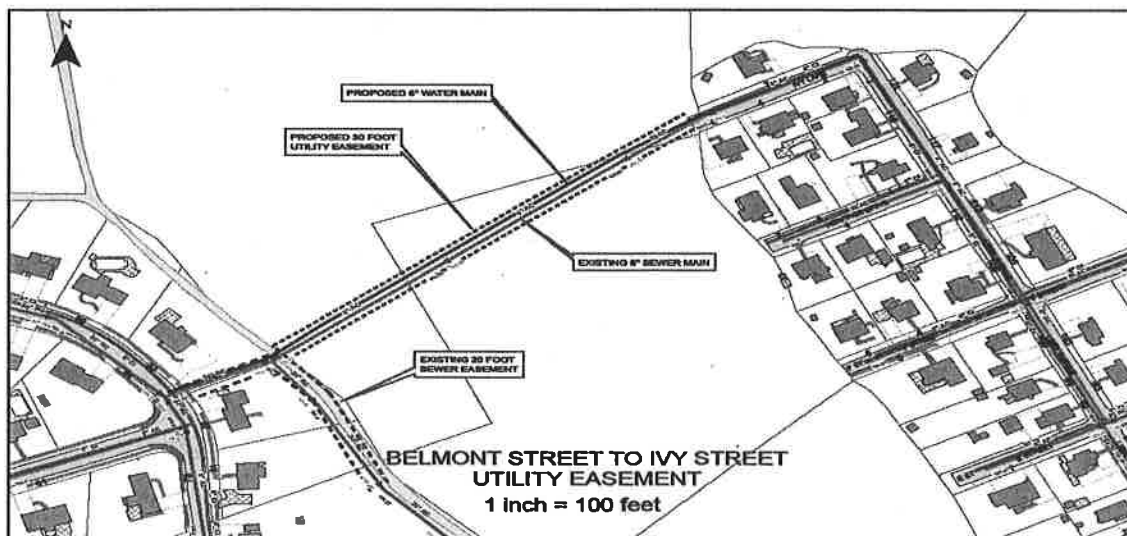 N
PROPOSED 6" WATER MAIN
PROPOSED 30 FOOT
UTILITY EASEMENT
EXISTING 8" SEWER MAIN
EXISTING 20 FOOT
SEWER EASEMENT
BELMONT STREET TO IVY STREET
UTILITY EASEMENT
1 inch = 100 feet